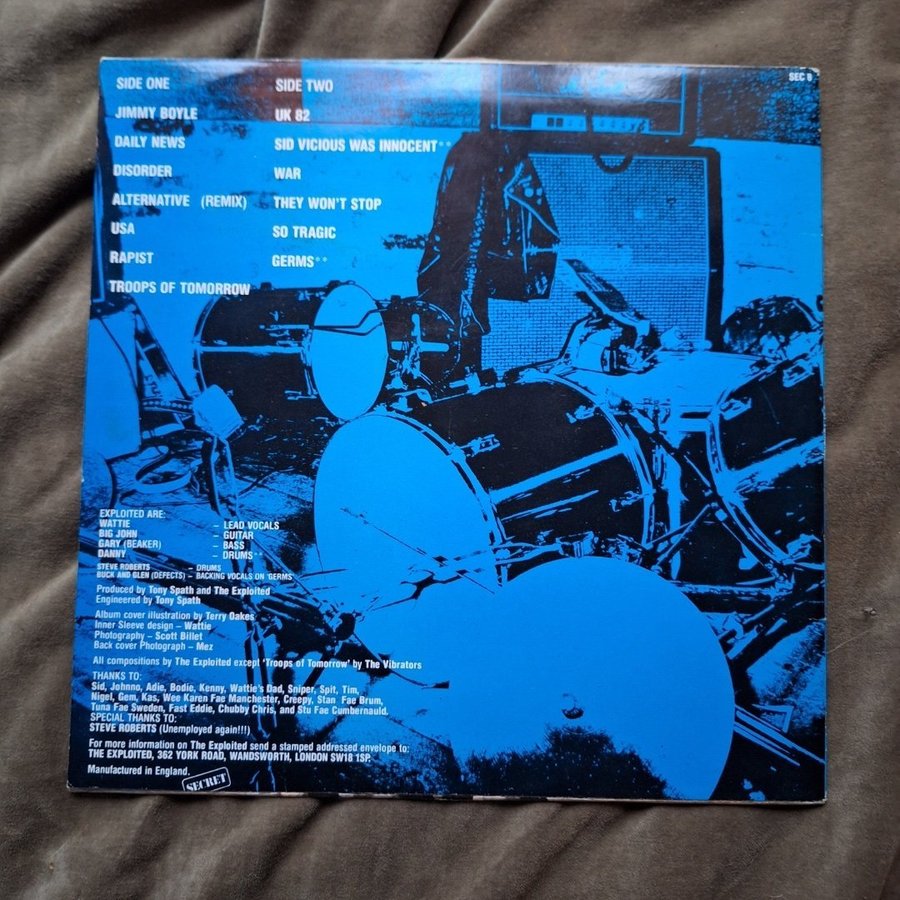 SEC 8
SIDE ONE
JIMMY BOYLE
DAILY NEWS
DISORDER
ALTERNATIVE (REMIX)
USA
RAPIST
TROOPS OF TOMORROW
SIDE TWO
UK 82
SID VICIOUS WAS INNOCENT**
WAR
THEY WON'T STOP
SO TRAGIC
GERMS**
EXPLOITED ARE:
WATTIE – LEAD VOCALS
BIG JOHN – GUITAR
GARY (BEAKER) – BASS
DANNY – DRUMS**
STEVE ROBERTS – DRUMS
BUCK AND GLEN (DEFECTS) – BACKING VOCALS ON 'GERMS'
Produced by Tony Spath and The Exploited
Engineered by Tony Spath
Album cover illustration by Terry Oakes
Inner Sleeve design – Wattie
Photography – Scott Billet
Back cover Photograph – Mez
All compositions by The Exploited except 'Troops of Tomorrow' by The Vibrators
THANKS TO:
Sid, Johnno, Adie, Bodie, Kenny, Wattie's Dad, Sniper, Spit, Tim,
Nigel, Gem, Kas, Wee Karen Fae Manchester, Creepy, Stan Fae Brum,
Tuna Fae Sweden, Fast Eddie, Chubby Chris, and Stu Fae Cumbernauld.
SPECIAL THANKS TO:
STEVE ROBERTS (Unemployed again!!!)
For more information on The Exploited send a stamped addressed envelope to:
THE EXPLOITED, 362 YORK ROAD, WANDSWORTH, LONDON SW18 1SP.
Manufactured in England.
SECRET